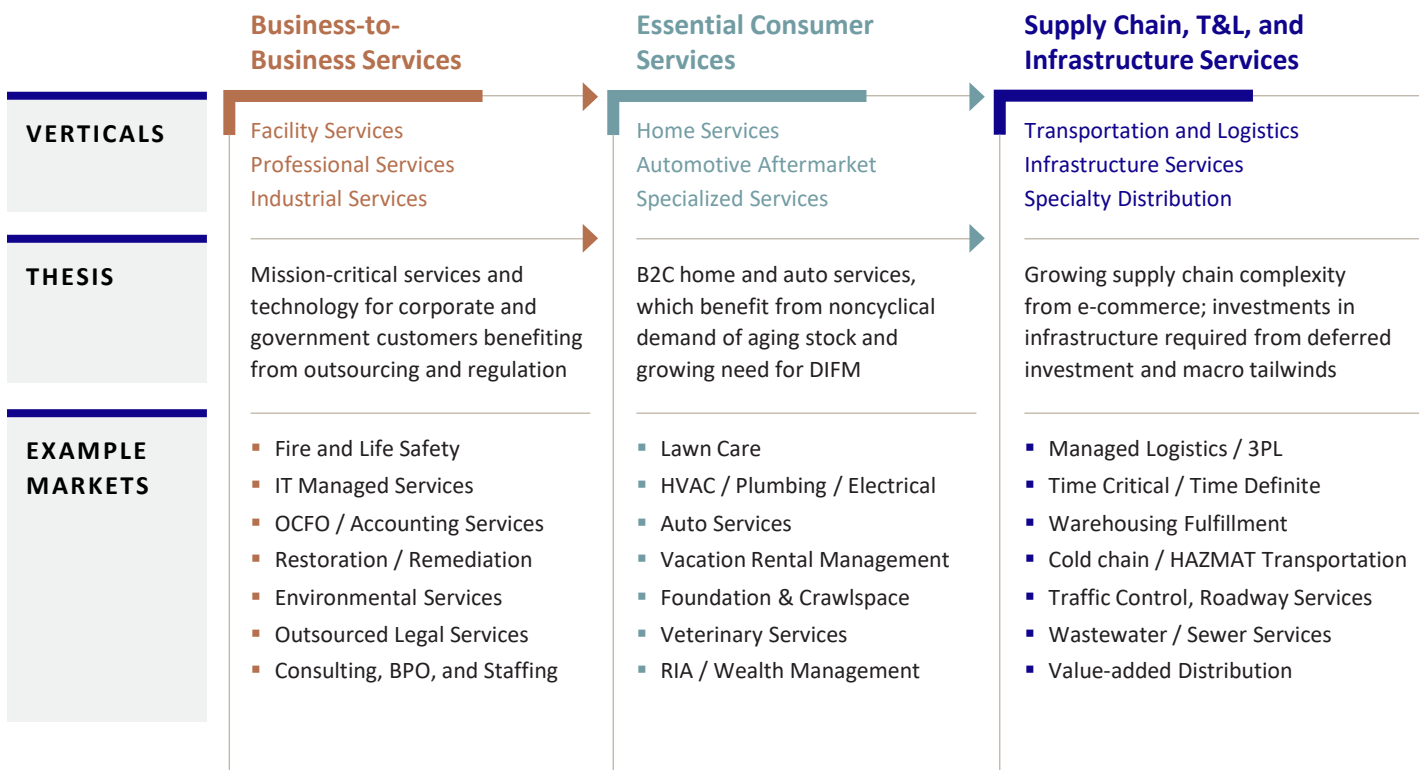 Business-to-
Business Services
Essential Consumer
Services
Supply Chain, T&L, and
Infrastructure Services
VERTICALS
Facility Services
Professional Services
Industrial Services
Home Services
Automotive Aftermarket
Specialized Services
Transportation and Logistics
Infrastructure Services
Specialty Distribution
THESIS
Mission-critical services and
technology for corporate and
government customers benefiting
from outsourcing and regulation
B2C home and auto services,
which benefit from noncyclical
demand of aging stock and
growing need for DIFM
Growing supply chain complexity
from e-commerce; investments in
infrastructure required from deferred
investment and macro tailwinds
EXAMPLE
MARKETS
▪ Fire and Life Safety
▪ IT Managed Services
▪ OCFO / Accounting Services
▪ Restoration / Remediation
▪ Environmental Services
▪ Outsourced Legal Services
▪ Consulting, BPO, and Staffing
▪ Lawn Care
▪ HVAC / Plumbing / Electrical
▪ Auto Services
▪ Vacation Rental Management
▪ Foundation & Crawlspace
▪ Veterinary Services
▪ RIA / Wealth Management
▪ Managed Logistics / 3PL
▪ Time Critical / Time Definite
▪ Warehousing Fulfillment
▪ Cold chain / HAZMAT Transportation
▪ Traffic Control, Roadway Services
▪ Wastewater / Sewer Services
▪ Value-added Distribution